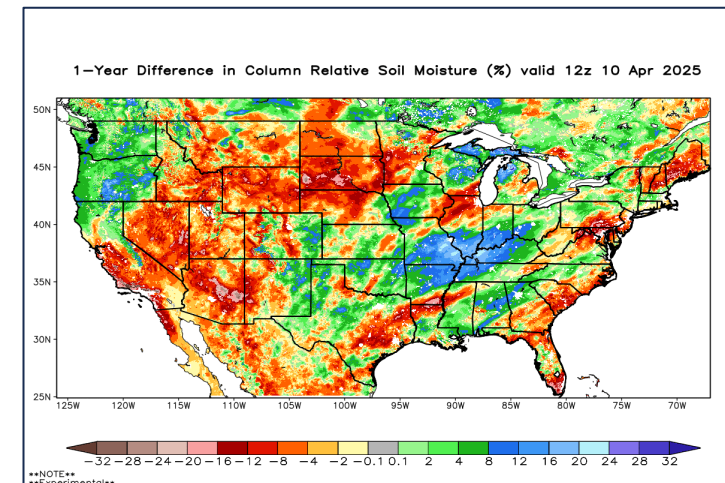 1-Year Difference in Column Relative Soil Moisture (%) valid 12z 10 Apr 2025
50N
45N
40N
35N
30N
25N
125W 120W 115W 110W 105W 100W 95W 90W 85W 80W 75W 70W
-32 -28 -24 -20 -16 -12 -8 -4 -2 -0.1 0.1 2 4 8 12 16 20 24 28 32
**NOTE**
**Experimental**